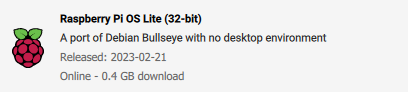 Raspberry Pi OS Lite (32-bit)
A port of Debian Bullseye with no desktop environment
Released: 2023-02-21
Online - 0.4 GB download